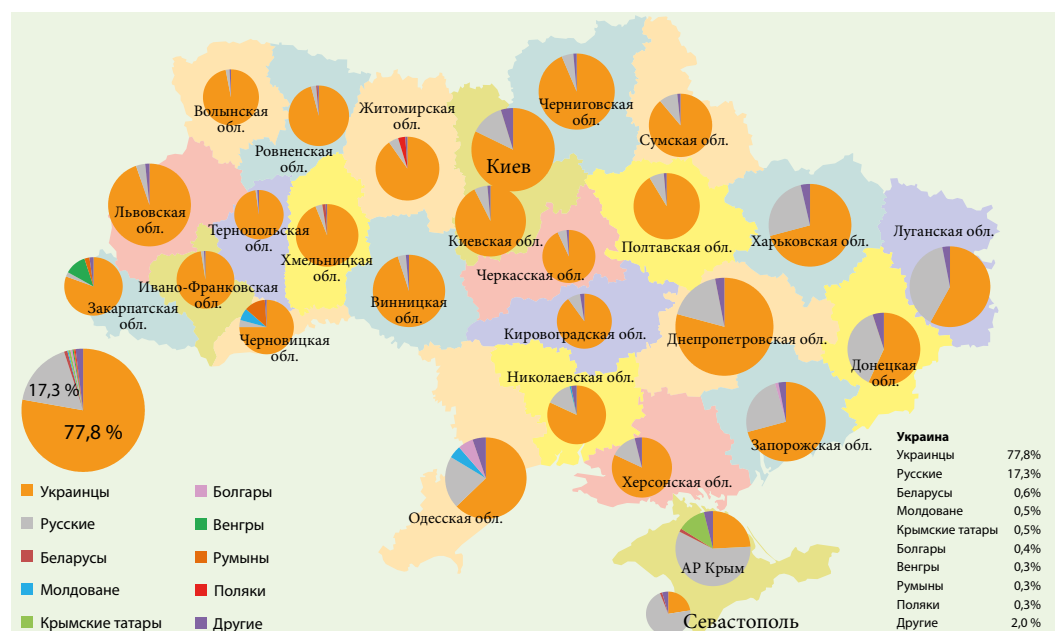 Волынская
обл.
Ровненская
обл.
Житомирская
обл.
Киев
Черниговская
обл.
Сумская обл.
Львовская
обл.
Тернопольская
обл.
Хмельницкая
обл.
Киевская обл.
Черкасская обл.
Полтавская обл.
Харьковская обл.
Луганская обл.
Закарпатская
обл.
Ивано-Франковская
обл.
Черновицкая
обл.
Винницкая
обл.
Кировоградская обл.
Днепропетровская обл.
Донецкая
обл.
Николаевская обл.
Запорожская обл.
Херсонская обл.
Одесская обл.
АР Крым
Севастополь
17,3 %
77,8 %
Украинцы
Русские
Беларусы
Молдоване
Крымские татары
Болгары
Венгры
Румыны
Поляки
Другие
Украина
Украинцы 77,8%
Русские 17,3%
Беларусы 0,6%
Молдоване 0,5%
Крымские татары 0,5%
Болгары 0,4%
Венгры 0,3%
Румыны 0,3%
Поляки 0,3%
Другие 2,0 %